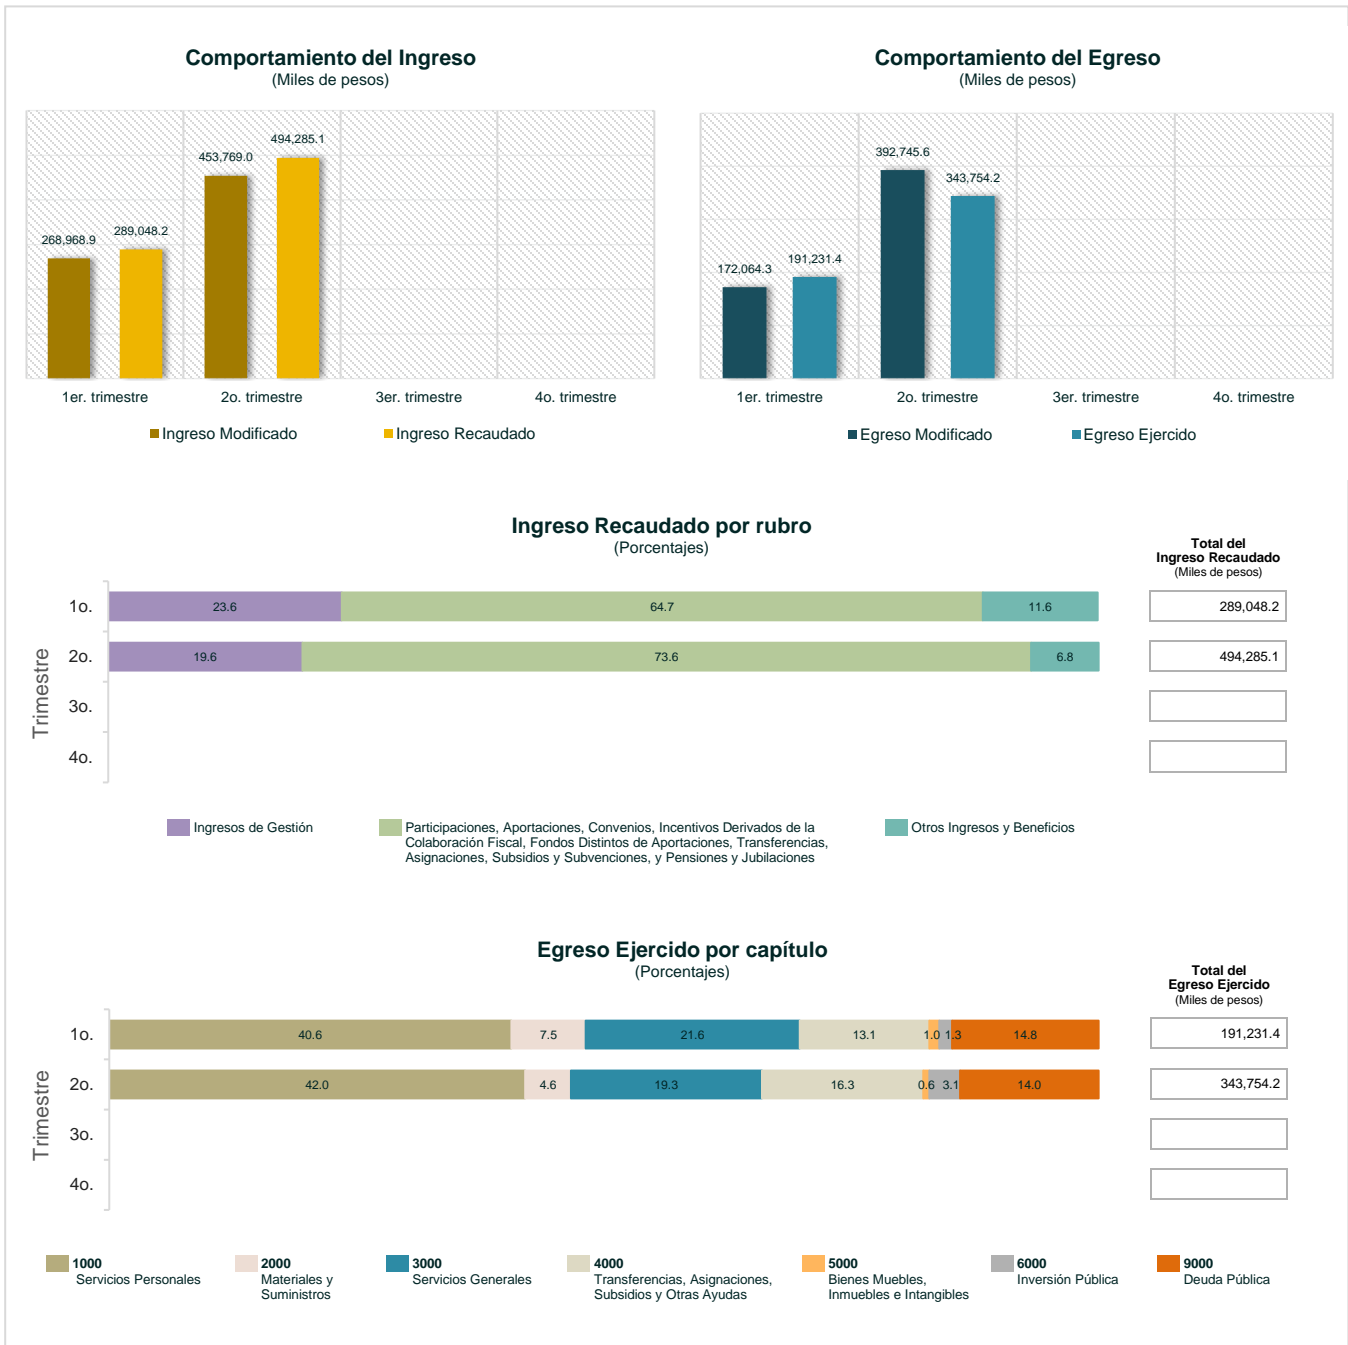 Comportamiento del Ingreso
(Miles de pesos)
268,968.9
289,048.2
453,769.0
494,285.1
1er. trimestre
2o. trimestre
3er. trimestre
4o. trimestre
Ingreso Modificado
Ingreso Recaudado
Comportamiento del Egreso
(Miles de pesos)
172,064.3
191,231.4
392,745.6
343,754.2
1er. trimestre
2o. trimestre
3er. trimestre
4o. trimestre
Egreso Modificado
Egreso Ejercido
Ingreso Recaudado por rubro
(Porcentajes)
Total del
Ingreso Recaudado
(Miles de pesos)
Trimestre
1o.
23.6
64.7
11.6
289,048.2
2o.
19.6
73.6
6.8
494,285.1
3o.
4o.
Ingresos de Gestión
Participaciones, Aportaciones, Convenios, Incentivos Derivados de la
Colaboración Fiscal, Fondos Distintos de Aportaciones, Transferencias,
Asignaciones, Subsidios y Subvenciones, y Pensiones y Jubilaciones
Otros Ingresos y Beneficios
Egreso Ejercido por capítulo
(Porcentajes)
Total del
Egreso Ejercido
(Miles de pesos)
Trimestre
1o.
40.6
7.5
21.6
13.1
1.0
1.3
14.8
191,231.4
2o.
42.0
4.6
19.3
16.3
0.6
3.1
14.0
343,754.2
3o.
4o.
1000
Servicios Personales
2000
Materiales y
Suministros
3000
Servicios Generales
4000
Transferencias, Asignaciones,
Subsidios y Otras Ayudas
5000
Bienes Muebles,
Inmuebles e Intangibles
6000
Inversión Pública
9000
Deuda Pública